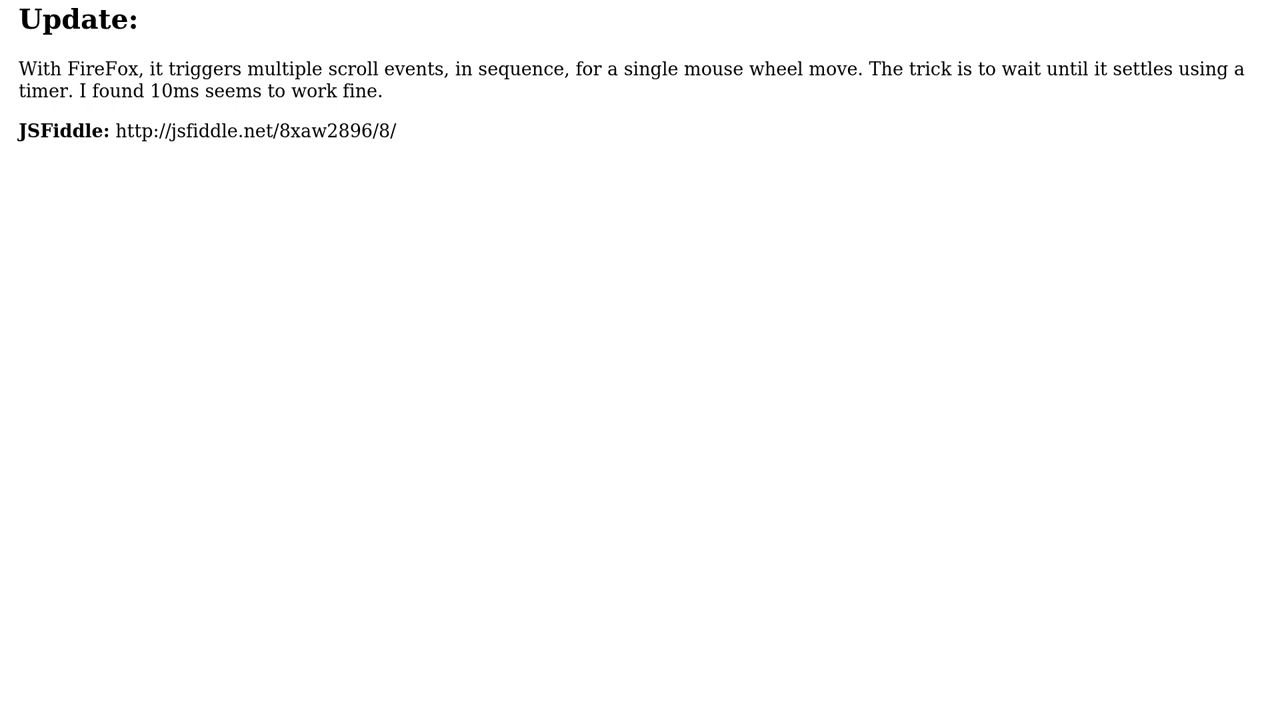 Update:
With FireFox, it triggers multiple scroll events, in sequence, for a single mouse wheel move. The trick is to wait until it settles using a
timer. I found 10ms seems to work fine.
JSFiddle: http://jsfiddle.net/8xaw2896/8/